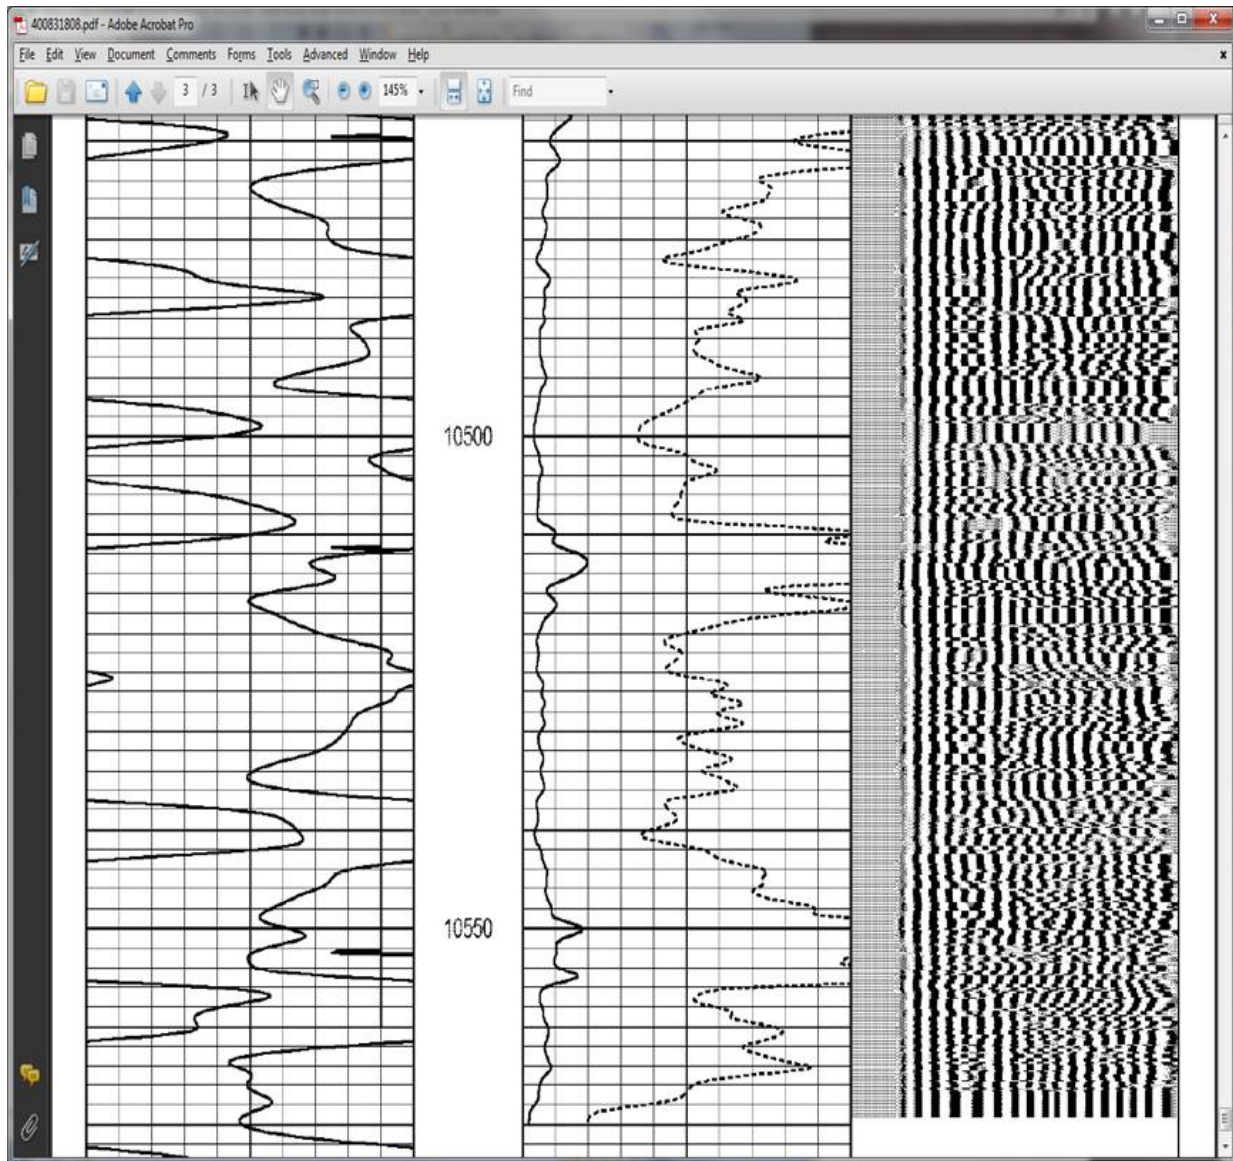 400831808.pdf - Adobe Acrobat Pro
File Edit View Document Comments Forms Tools Advanced Window Help x
3 / 3 145% Find
10500
10550